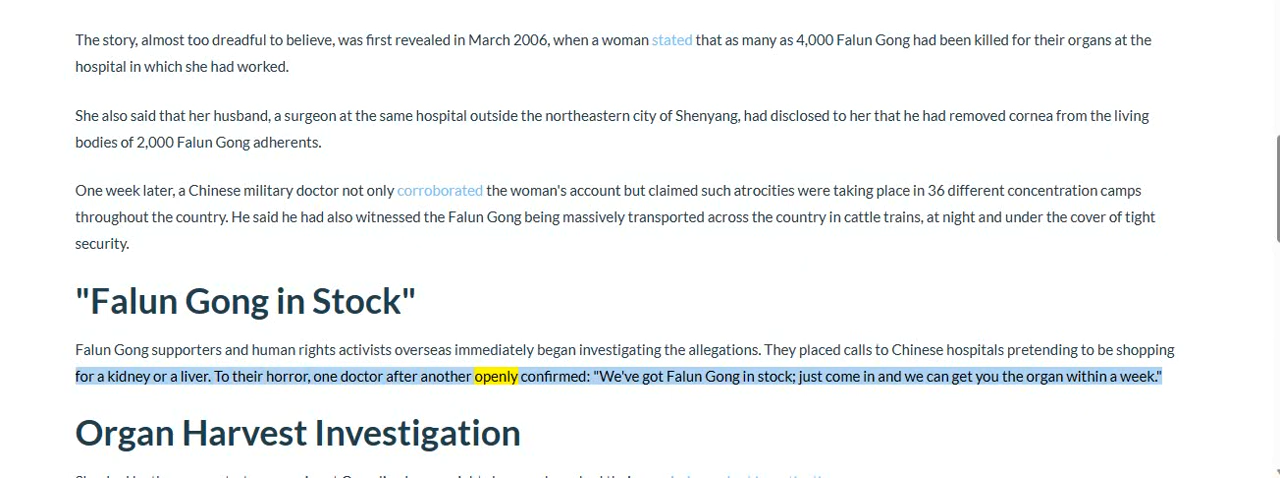 The story, almost too dreadful to believe, was first revealed in March 2006, when a woman stated that as many as 4,000 Falun Gong had been killed for their organs at the
hospital in which she had worked.
She also said that her husband, a surgeon at the same hospital outside the northeastern city of Shenyang, had disclosed to her that he had removed cornea from the living
bodies of 2,000 Falun Gong adherents.
One week later, a Chinese military doctor not only corroborated the woman's account but claimed such atrocities were taking place in 36 different concentration camps
throughout the country. He said he had also witnessed the Falun Gong being massively transported across the country in cattle trains, at night and under the cover of tight
security.
"Falun Gong in Stock"
Falun Gong supporters and human rights activists overseas immediately began investigating the allegations. They placed calls to Chinese hospitals pretending to be shopping
for a kidney or a liver. To their horror, one doctor after another openly confirmed: "We've got Falun Gong in stock; just come in and we can get you the organ within a week."
Organ Harvest Investigation